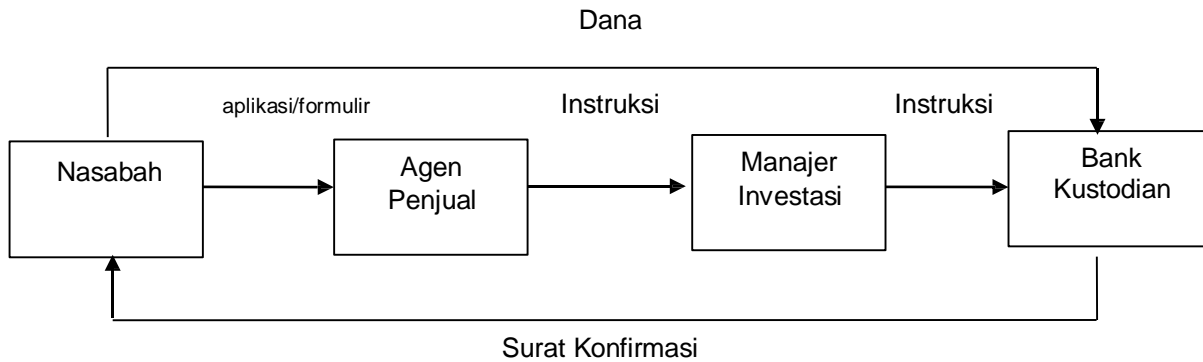 Dana
aplikasi/formulir
Instruksi
Instruksi
Nasabah
Agen
Penjual
Manajer
Investasi
Bank
Kustodian
Surat Konfirmasi